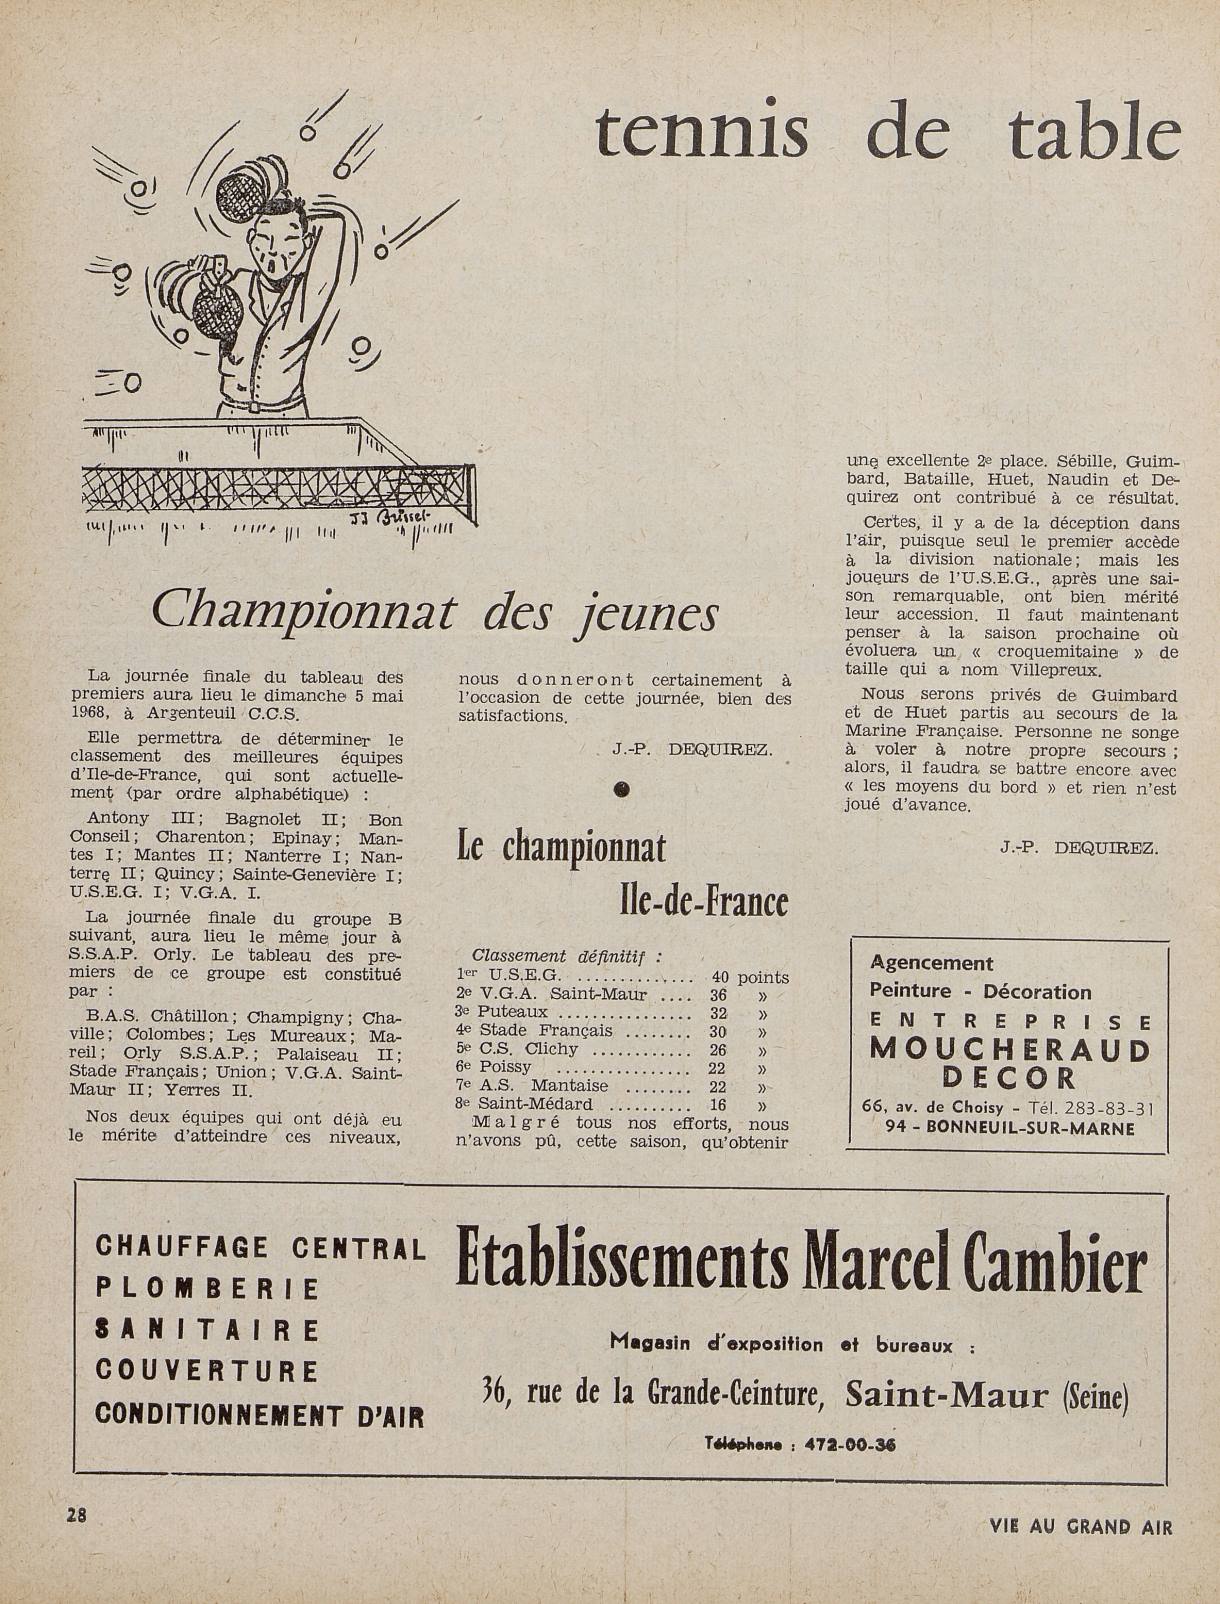 tennis de table
JJ Brissel
Championnat des jeunes
La journée finale du tableau des
premiers aura lieu le dimanche 5 mai
1968, à Argenteuil C.C.S.
Elle permettra de déterminer le
classement des meilleures équipes
d'Ile-de-France, qui sont actuelle-
ment (par ordre alphabétique) :
Antony III ; Bagnolet II ; Bon
Conseil ; Charenton ; Epinay ; Man-
tes I ; Mantes II ; Nanterre I ; Nan-
terre II ; Quincy ; Sainte-Geneviève I ;
U.S.E.G. I ; V.G.A. I.
La journée finale du groupe B
suivant, aura lieu le même jour à
S.S.A.P. Orly. Le tableau des pre-
miers de ce groupe est constitué
par :
B.A.S. Châtillon ; Champigny ; Cha-
ville ; Colombes ; Les Mureaux ; Ma-
reil ; Orly S.S.A.P. ; Palaiseau II ;
Stade Français ; Union ; V.G.A. Saint-
Maur II ; Yerres II.
Nos deux équipes qui ont déjà eu
le mérite d'atteindre ces niveaux,
nous donneront certainement à
l'occasion de cette journée, bien des
satisfactions.
J.-P. DEQUIREZ.
●
Le championnat
Ile-de-France
Classement définitif :
1er U.S.E.G. .............. 40 points
2e V.G.A. Saint-Maur .... 36 »
3e Puteaux ................ 32 »
4e Stade Français ........ 30 »
5e C.S. Clichy ............ 26 »
6e Poissy ................ 22 »
7e A.S. Mantaise ........ 22 »
8e Saint-Médard .......... 16 »
Malgré tous nos efforts, nous
n'avons pû, cette saison, qu'obtenir
une excellente 2e place. Sébille, Guim-
bard, Bataille, Huet, Naudin et De-
quirez ont contribué à ce résultat.
Certes, il y a de la déception dans
l'air, puisque seul le premier accède
à la division nationale ; mais les
joueurs de l'U.S.E.G., après une sai-
son remarquable, ont bien mérité
leur accession. Il faut maintenant
penser à la saison prochaine où
évoluera un « croquemitaine » de
taille qui a nom Villepreux.
Nous serons privés de Guimbard
et de Huet partis au secours de la
Marine Française. Personne ne songe
à voler à notre propre secours ;
alors, il faudra se battre encore avec
« les moyens du bord » et rien n'est
joué d'avance.
J.-P. DEQUIREZ.
Agencement
Peinture - Décoration
ENTREPRISE
MOUCHERAUD
DECOR
66, av. de Choisy - Tél. 283-83-31
94 - BONNEUIL-SUR-MARNE
CHAUFFAGE CENTRAL
PLOMBERIE
SANITAIRE
COUVERTURE
CONDITIONNEMENT D'AIR
Etablissements Marcel Cambier
Magasin d'exposition et bureaux :
36, rue de la Grande-Ceinture, Saint-Maur (Seine)
Téléphone : 472-00-36
28
VIE AU GRAND AIR